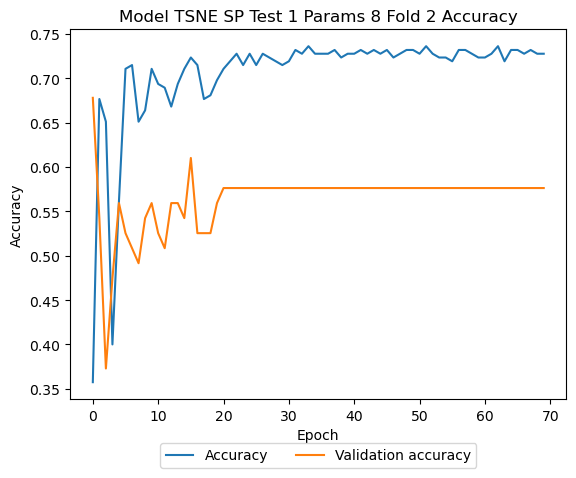 Model TSNE SP Test 1 Params 8 Fold 2 Accuracy
0.75
0.70
0.65
0.60
0.55
0.50
0.45
0.40
0.35
Accuracy
0 10 20 30 40 50 60 70
Epoch
Accuracy Validation accuracy